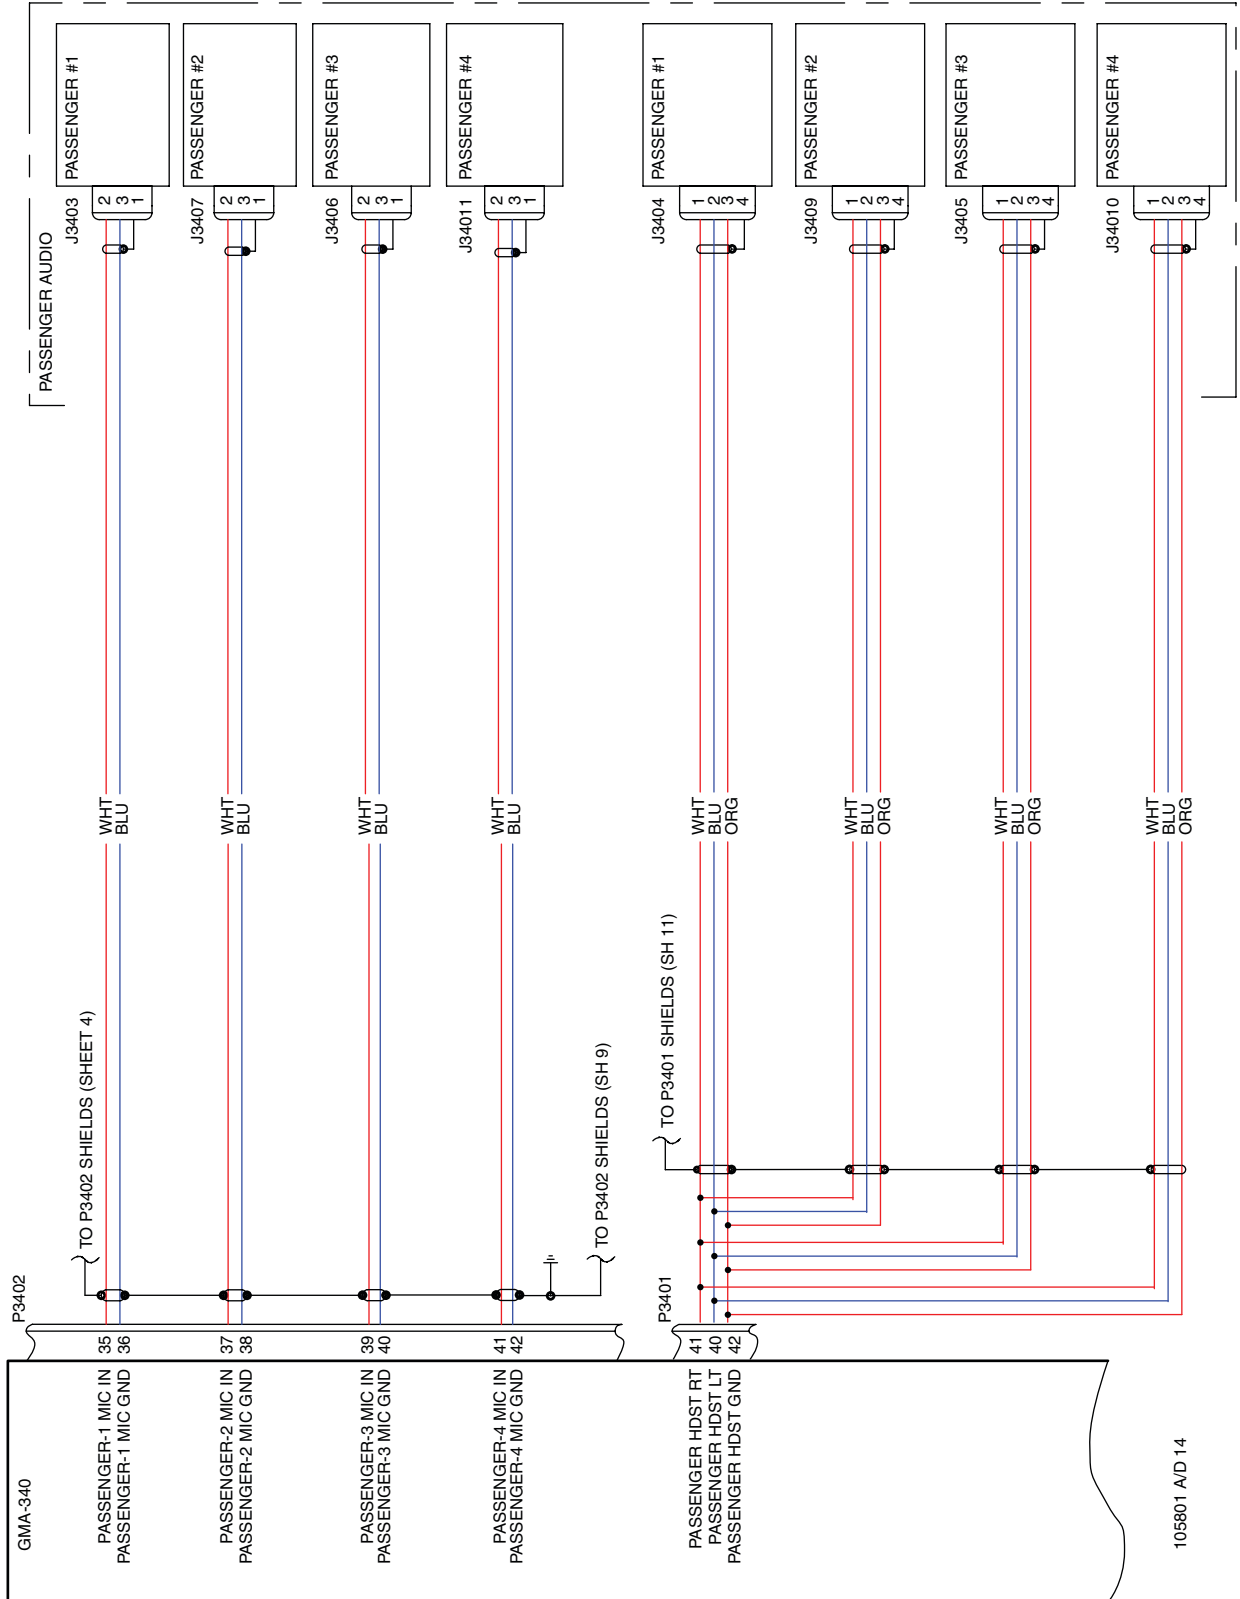 GMA-340
P3402
PASSENGER-1 MIC IN 35
PASSENGER-1 MIC GND 36
PASSENGER-2 MIC IN 37
PASSENGER-2 MIC GND 38
PASSENGER-3 MIC IN 39
PASSENGER-3 MIC GND 40
PASSENGER-4 MIC IN 41
PASSENGER-4 MIC GND 42
P3401
PASSENGER HDST RT 41
PASSENGER HDST LT 40
PASSENGER HDST GND 42
TO P3402 SHIELDS (SHEET 4)
TO P3402 SHIELDS (SH 9)
TO P3401 SHIELDS (SH 11)
WHT
BLU
WHT
BLU
WHT
BLU
WHT
BLU
WHT
BLU
ORG
WHT
BLU
ORG
WHT
BLU
ORG
WHT
BLU
ORG
PASSENGER AUDIO
J3403
2
3
1
PASSENGER #1
J3407
2
3
1
PASSENGER #2
J3406
2
3
1
PASSENGER #3
J34011
2
3
1
PASSENGER #4
J3404
1
2
3
4
PASSENGER #1
J3409
1
2
3
4
PASSENGER #2
J3405
1
2
3
4
PASSENGER #3
J34010
1
2
3
4
PASSENGER #4
105801 A/D 14